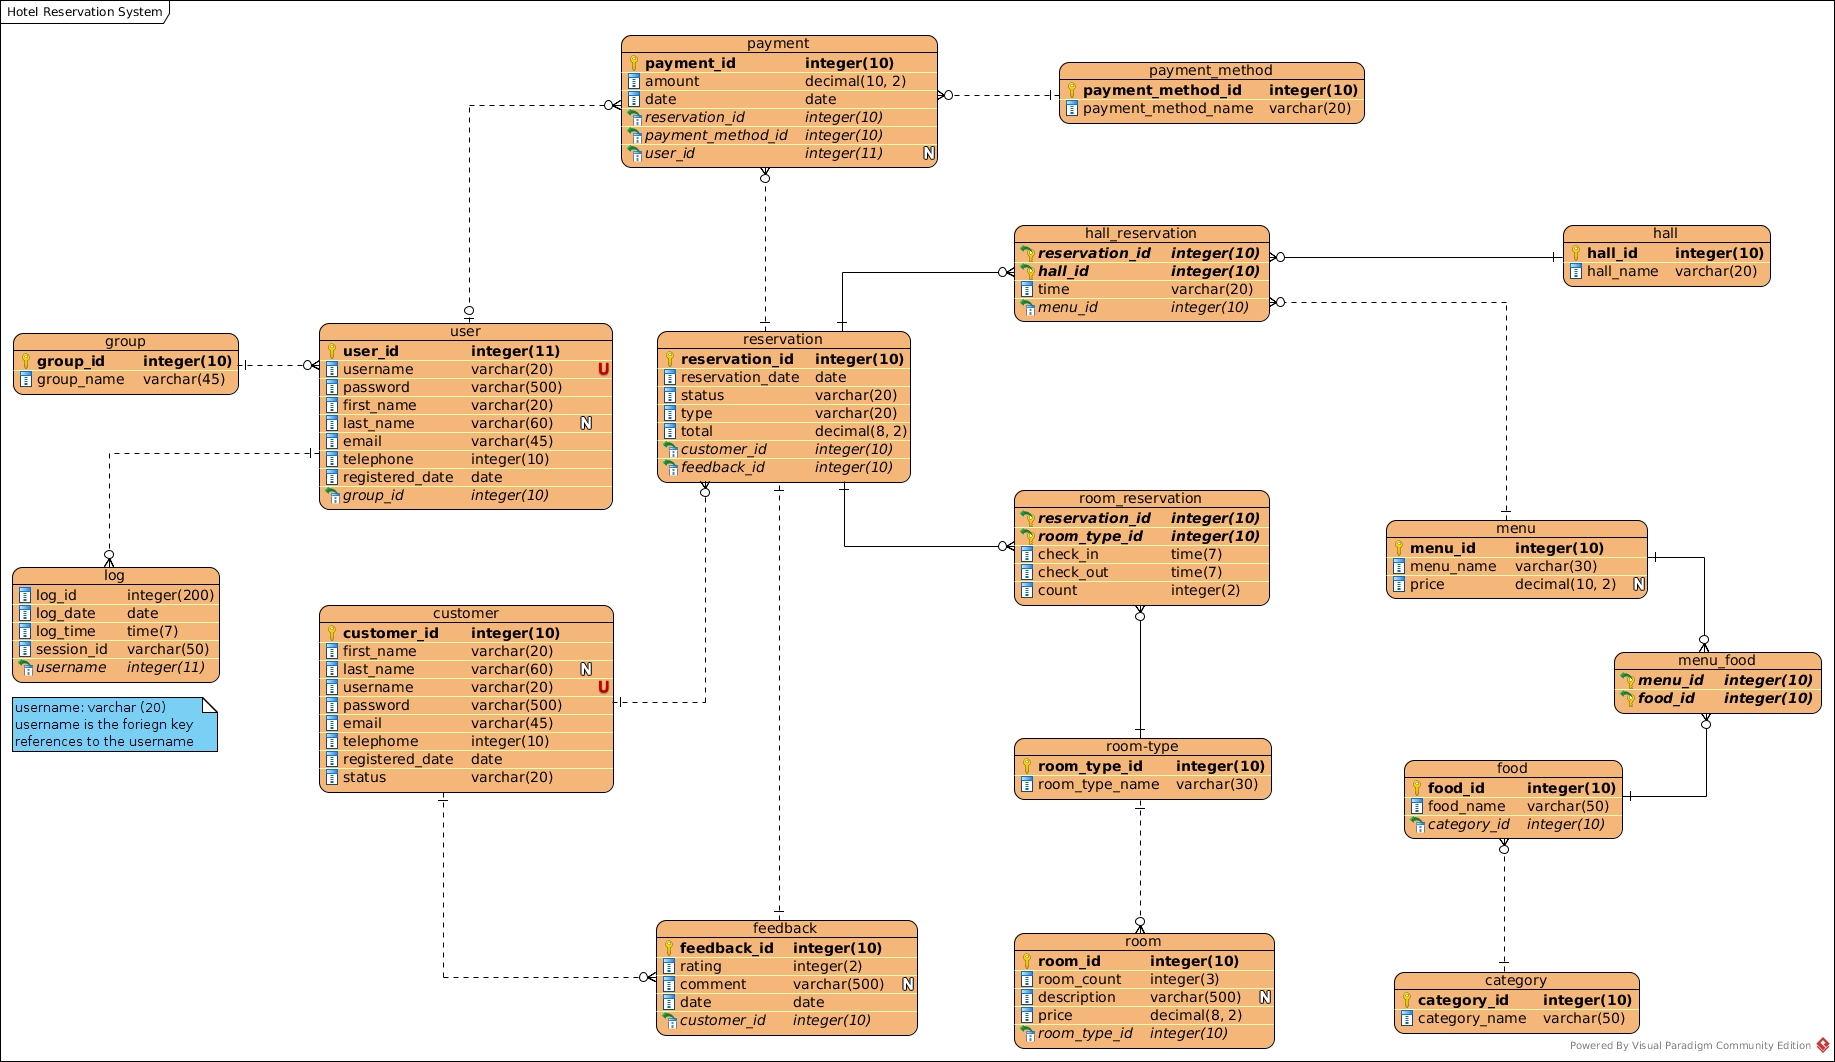 Hotel Reservation System
payment
payment_id integer(10)
amount decimal(10, 2)
date date
reservation_id integer(10)
payment_method_id integer(10)
user_id integer(11) N
payment_method
payment_method_id integer(10)
payment_method_name varchar(20)
hall_reservation
reservation_id integer(10)
hall_id integer(10)
time varchar(20)
menu_id integer(10)
hall
hall_id integer(10)
hall_name varchar(20)
group
group_id integer(10)
group_name varchar(45)
user
user_id integer(11)
username varchar(20) U
password varchar(500)
first_name varchar(20)
last_name varchar(60) N
email varchar(45)
telephone integer(10)
registered_date date
group_id integer(10)
reservation
reservation_id integer(10)
reservation_date date
status varchar(20)
type varchar(20)
total decimal(8, 2)
customer_id integer(10)
feedback_id integer(10)
room_reservation
reservation_id integer(10)
room_type_id integer(10)
check_in time(7)
check_out time(7)
count integer(2)
menu
menu_id integer(10)
menu_name varchar(30)
price decimal(10, 2) N
log
log_id integer(200)
log_date date
log_time time(7)
session_id varchar(50)
username integer(11)
username: varchar (20)
username is the foriegn key
references to the username
customer
customer_id integer(10)
first_name varchar(20)
last_name varchar(60) N
username varchar(20) U
password varchar(500)
email varchar(45)
telephome integer(10)
registered_date date
status varchar(20)
menu_food
menu_id integer(10)
food_id integer(10)
room-type
room_type_id integer(10)
room_type_name varchar(30)
food
food_id integer(10)
food_name varchar(50)
category_id integer(10)
feedback
feedback_id integer(10)
rating integer(2)
comment varchar(500) N
date date
customer_id integer(10)
room
room_id integer(10)
room_count integer(3)
description varchar(500) N
price decimal(8, 2)
room_type_id integer(10)
category
category_id integer(10)
category_name varchar(50)
Powered By Visual Paradigm Community Edition